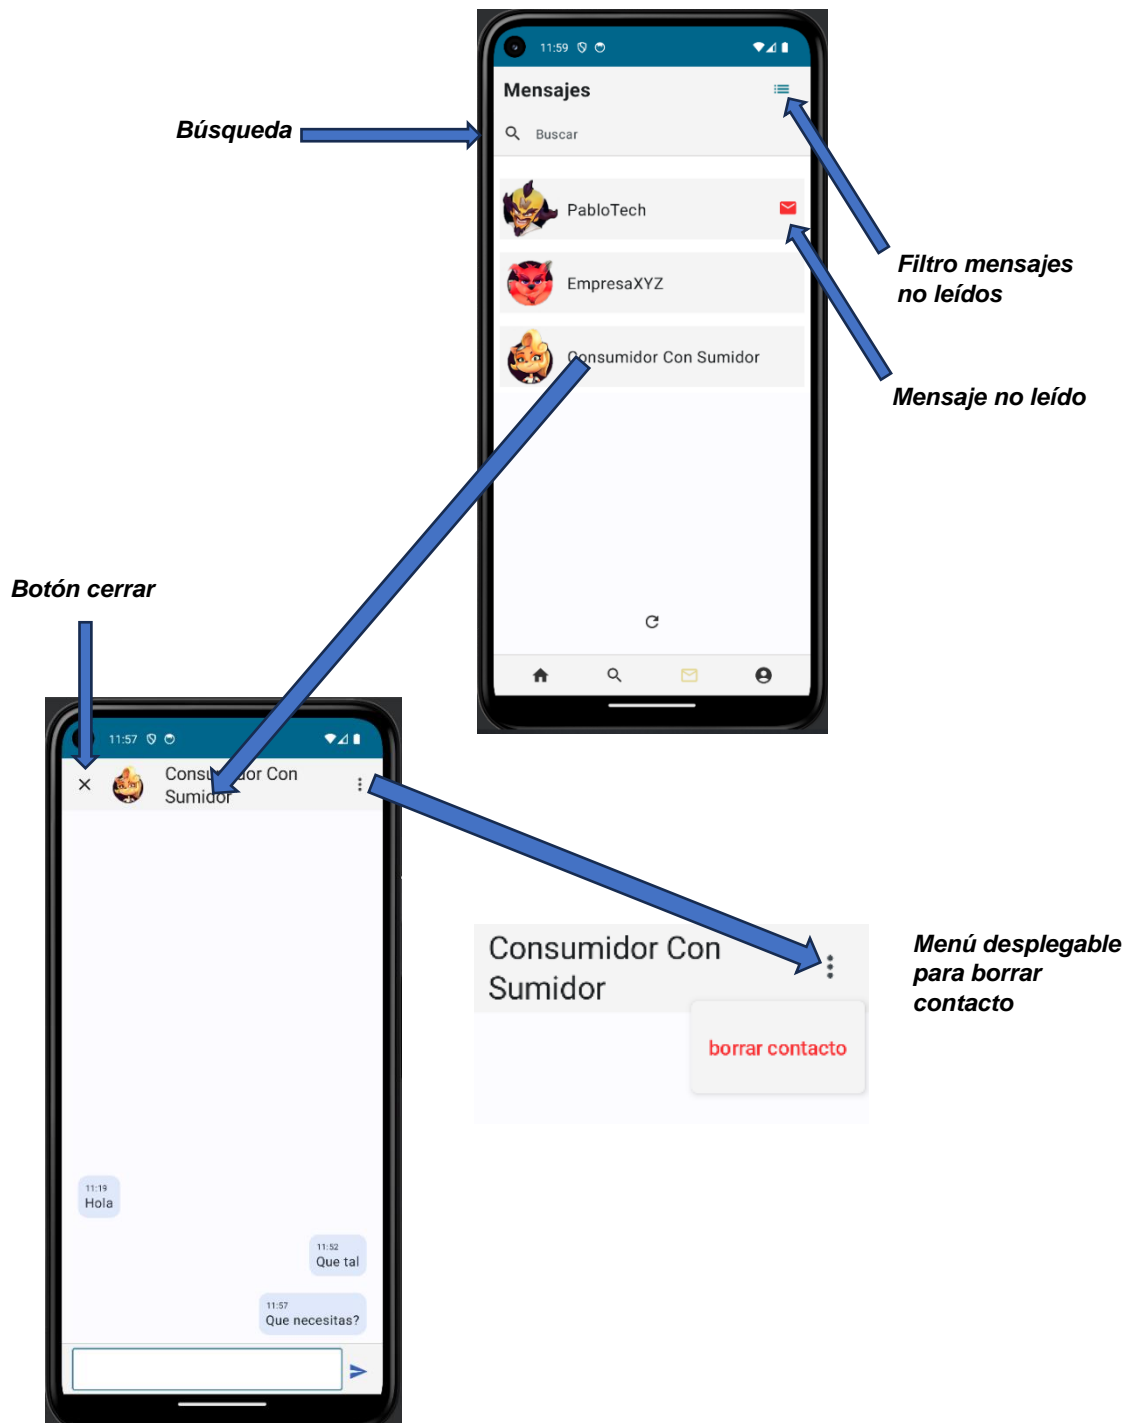 11:59
Mensajes
Búsqueda
Buscar
PabloTech
Filtro mensajes
no leídos
EmpresaXYZ
Consumidor Con Sumidor
Mensaje no leído
Botón cerrar
11:57
Consumidor Con
Sumidor
Consumidor Con
Sumidor
borrar contacto
Menú desplegable
para borrar
contacto
11:19
Hola
11:52
Que tal
11:57
Que necesitas?